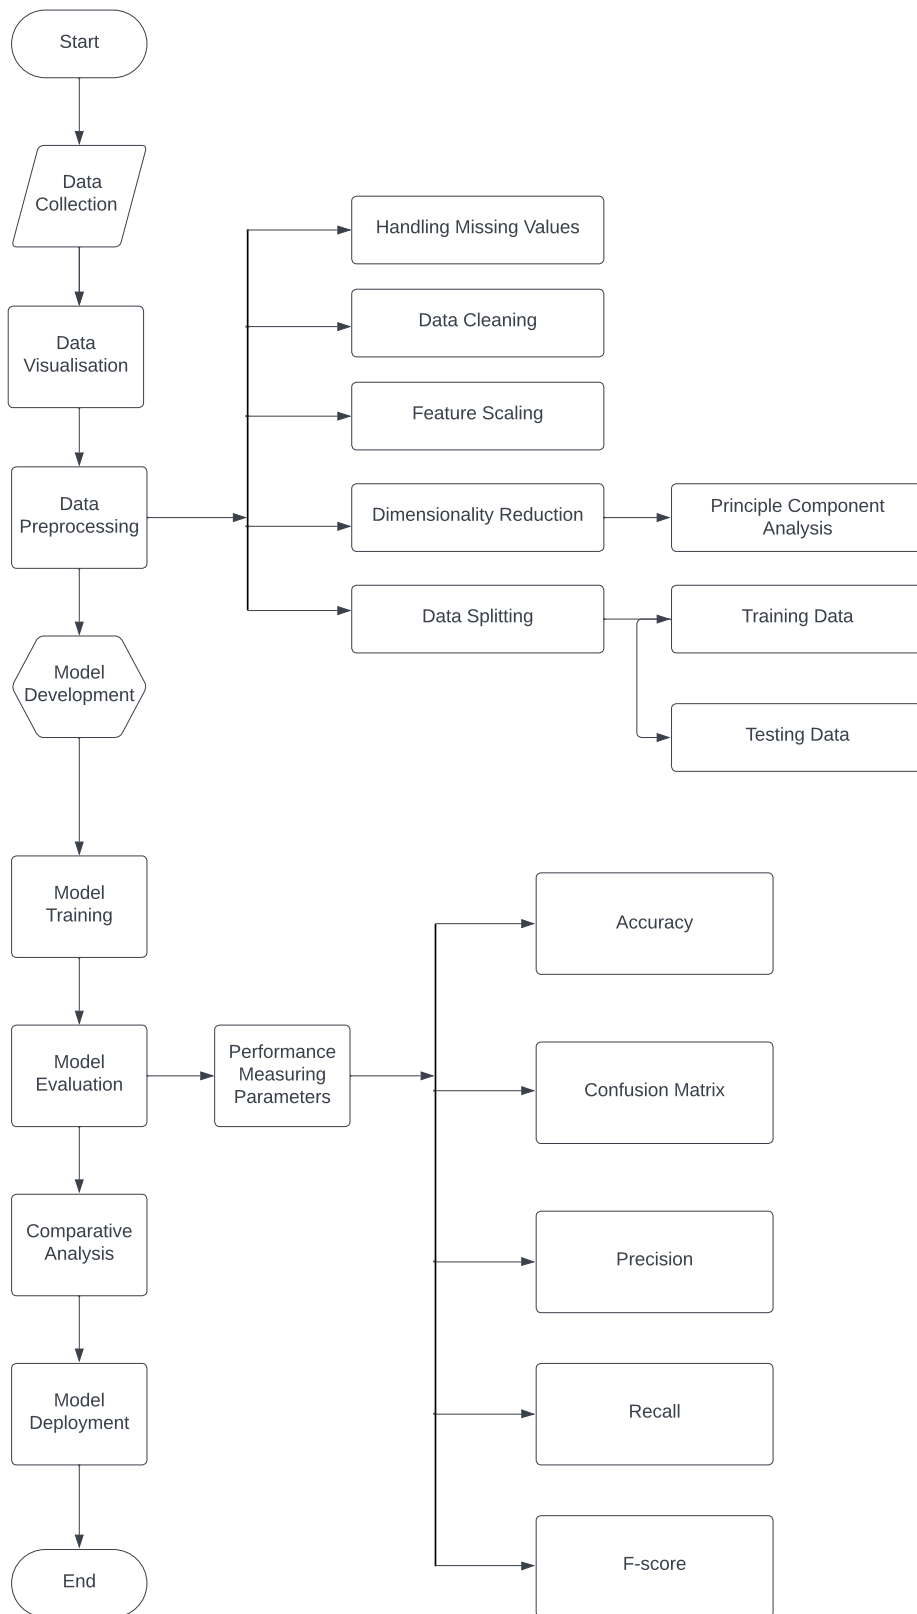 Start
Data
Collection
Data
Visualisation
Data
Preprocessing
Handling Missing Values
Data Cleaning
Feature Scaling
Dimensionality Reduction
Principle Component
Analysis
Data Splitting
Training Data
Testing Data
Model
Development
Model
Training
Model
Evaluation
Performance
Measuring
Parameters
Accuracy
Confusion Matrix
Precision
Recall
F-score
Comparative
Analysis
Model
Deployment
End